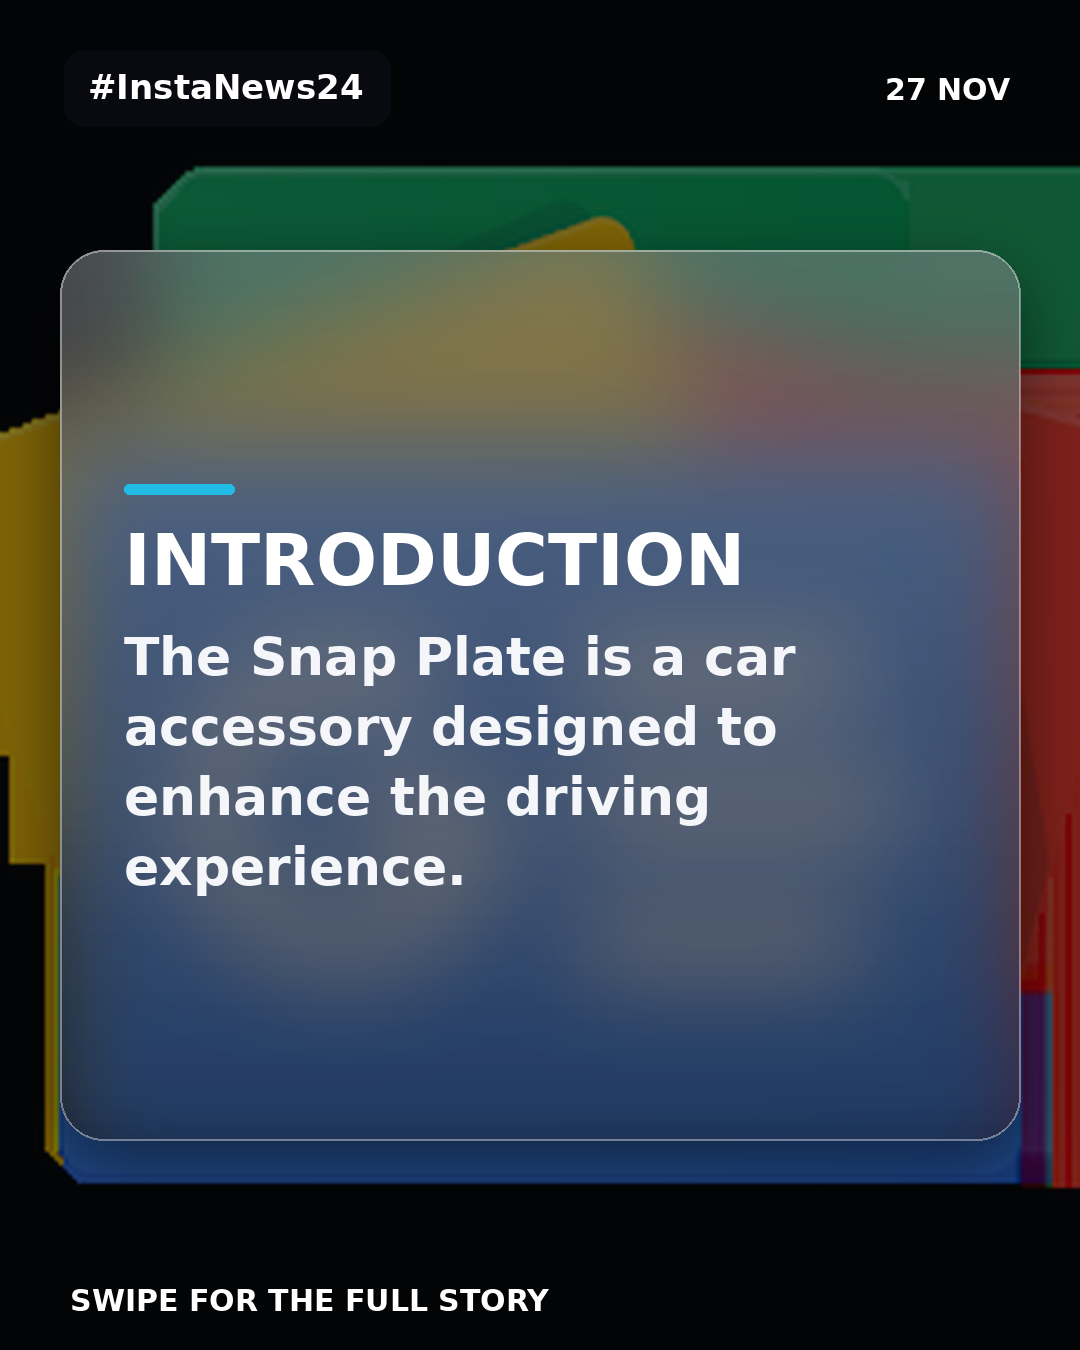 #InstaNews24
27 NOV
INTRODUCTION
The Snap Plate is a car
accessory designed to
enhance the driving
experience.
SWIPE FOR THE FULL STORY